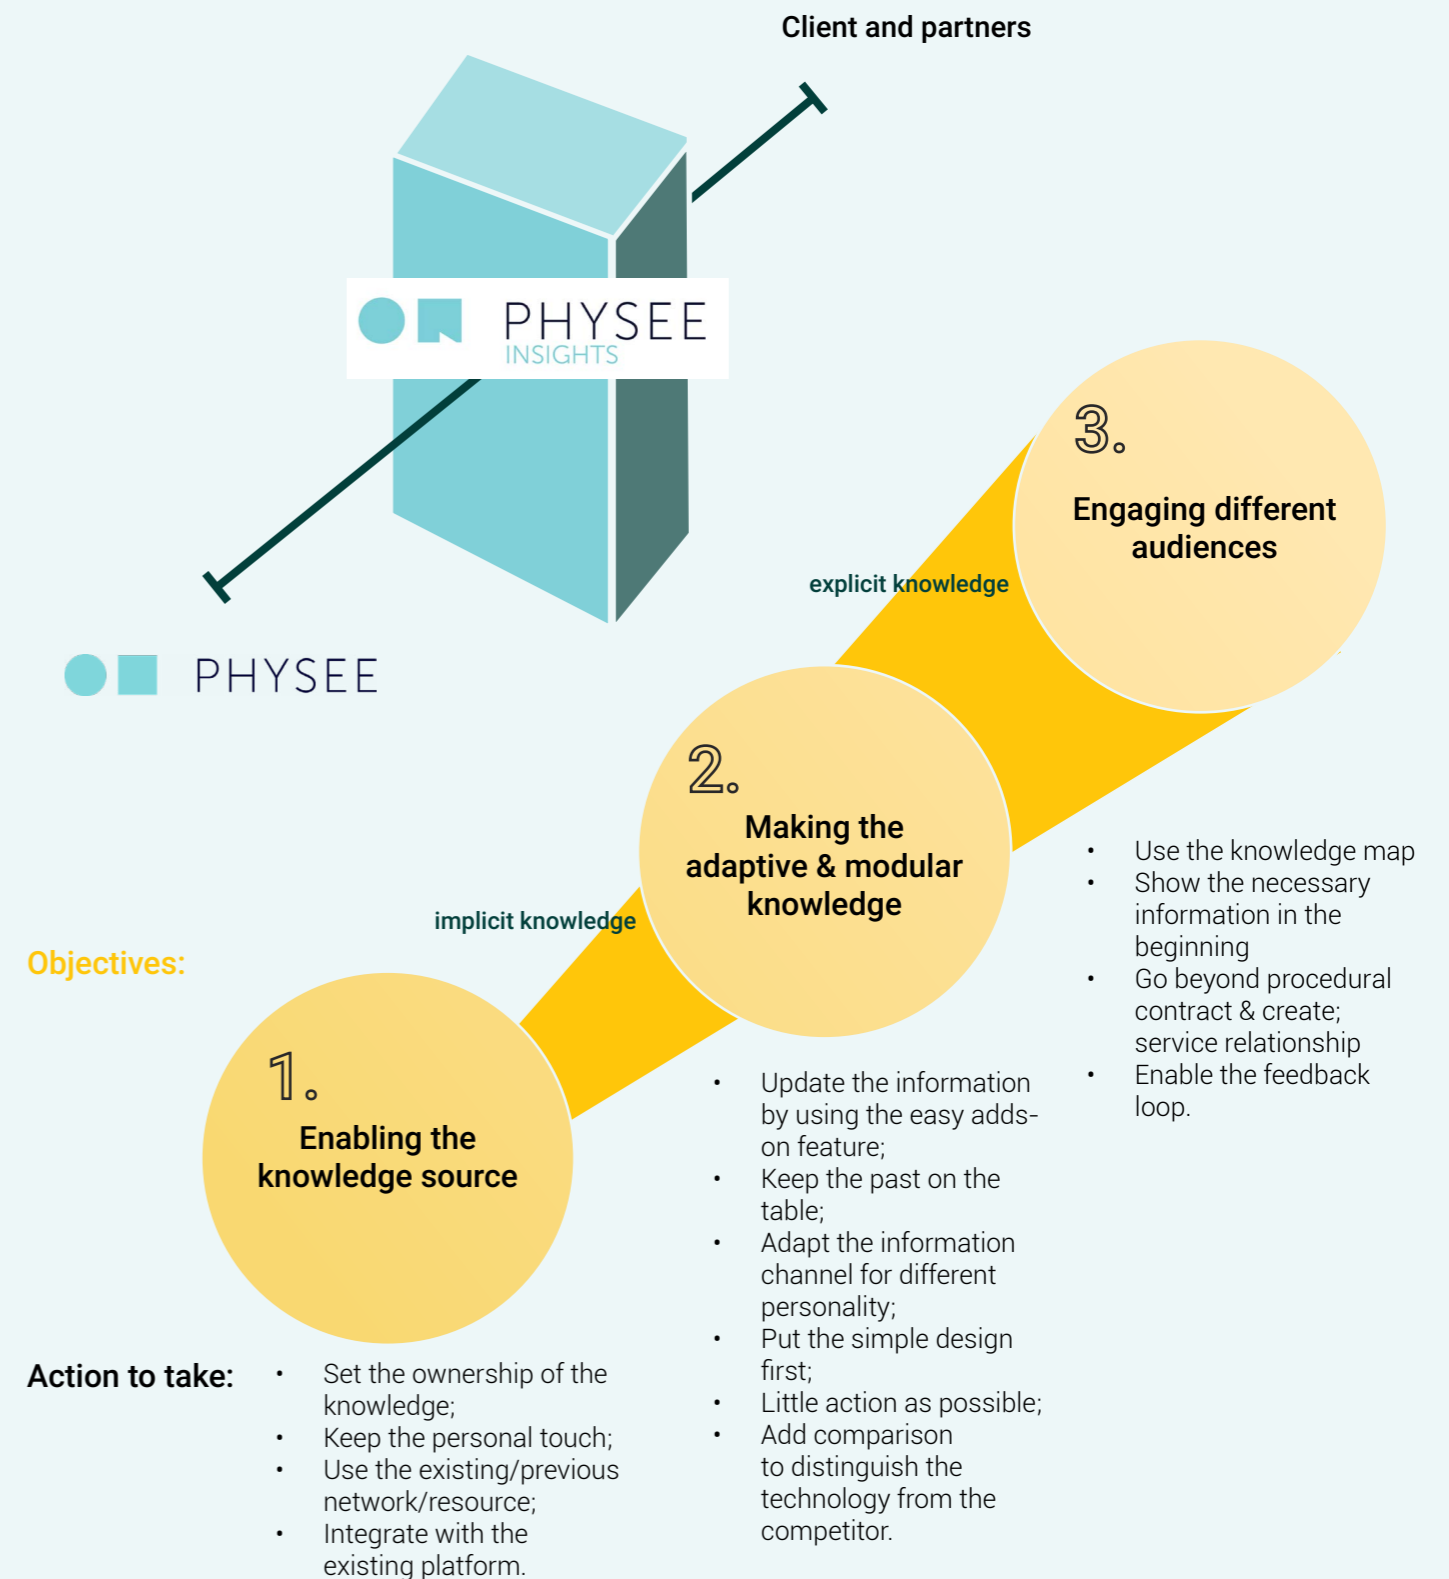 Client and partners
PHYSEE
INSIGHTS
PHYSEE
3.
Engaging different
audiences
explicit knowledge
2.
Making the
adaptive & modular
knowledge
implicit knowledge
Objectives:
1.
Enabling the
knowledge source
Action to take:
• Set the ownership of the
knowledge;
• Keep the personal touch;
• Use the existing/previous
network/resource;
• Integrate with the
existing platform.
• Update the information
by using the easy adds-
on feature;
• Keep the past on the
table;
• Adapt the information
channel for different
personality;
• Put the simple design
first;
• Little action as possible;
• Add comparison
to distinguish the
technology from the
competitor.
• Use the knowledge map
• Show the necessary
information in the
beginning
• Go beyond procedural
contract & create;
service relationship
• Enable the feedback
loop.